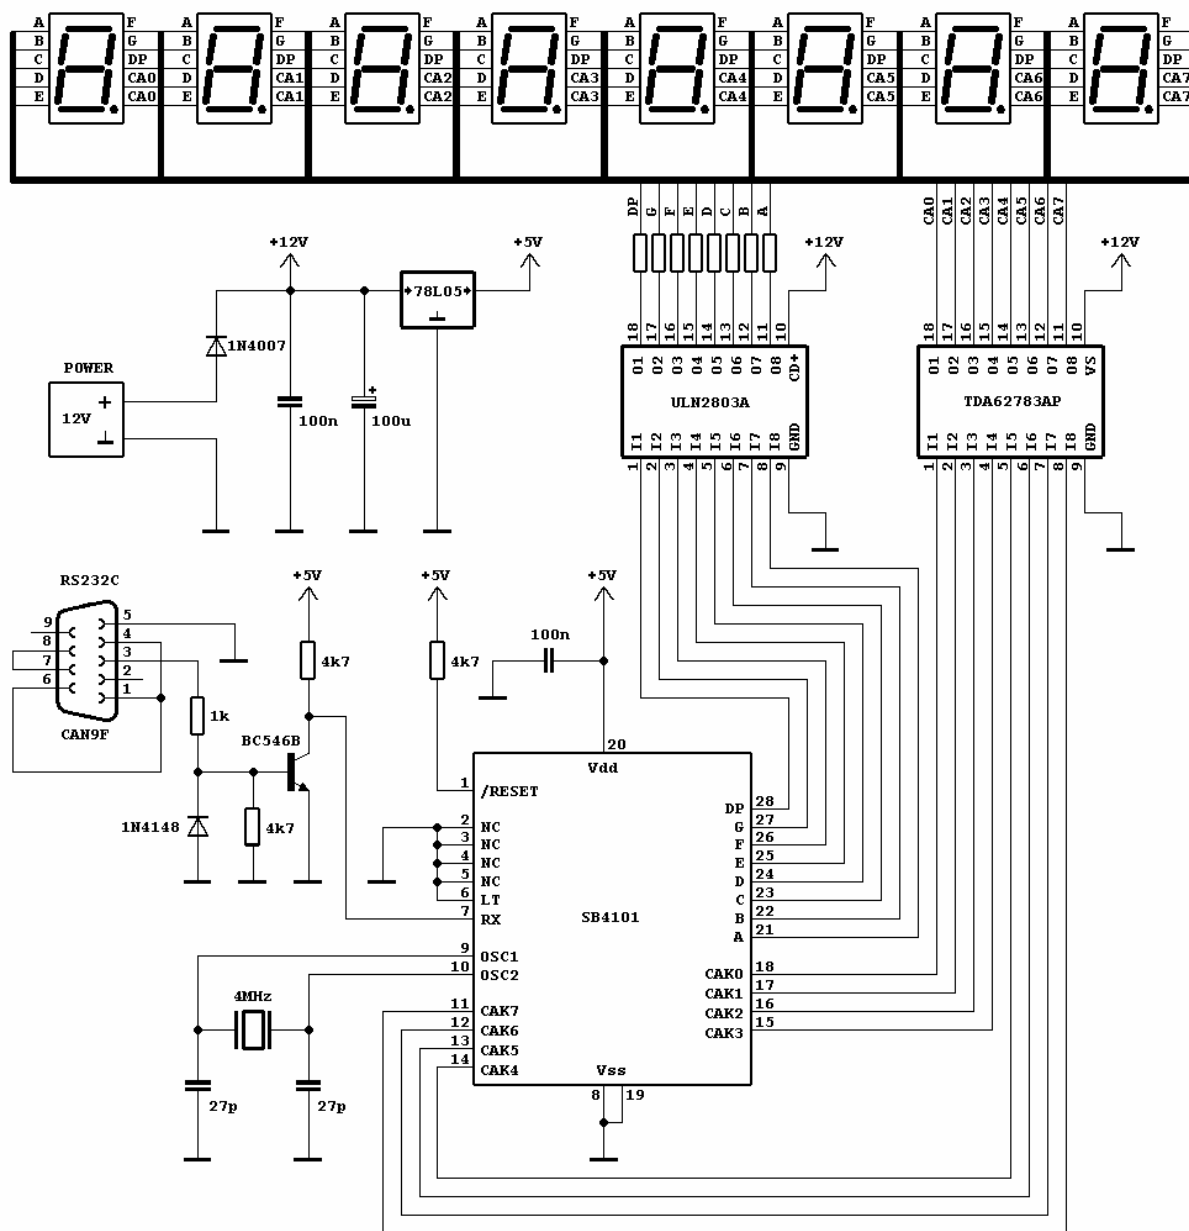 A F A F A F A F A F A F A F A F
B G B G B G B G B G B G B G B G
C DP C DP C DP C DP C DP C DP C DP C DP
D CA0 D CA1 D CA2 D CA3 D CA4 D CA5 D CA6 D CA7
E CA0 E CA1 E CA2 E CA3 E CA4 E CA5 E CA6 E CA7
DP G F E D C B A
CA0 CA1 CA2 CA3 CA4 CA5 CA6 CA7
+12V
+5V
+12V
+12V
78L05
1N4007
POWER
12V
+
100n
+
100u
18 17 16 15 14 13 12 11 10
O1 O2 O3 O4 O5 O6 O7 O8 CD+
ULN2803A
I1 I2 I3 I4 I5 I6 I7 I8 GND
1 2 3 4 5 6 7 8 9
18 17 16 15 14 13 12 11 10
O1 O2 O3 O4 O5 O6 O7 O8 VS
TDA62783AP
I1 I2 I3 I4 I5 I6 I7 I8 GND
1 2 3 4 5 6 7 8 9
RS232C
9
8
7
6
5
4
3
2
1
CAN9F
+5V
4k7
+5V
4k7
+5V
100n
1k
BC546B
1N4148
4k7
20
Vdd
1 /RESET
2 NC
3 NC
4 NC
5 NC
6 LT
7 RX
9 OSC1
10 OSC2
11 CAK7
12 CAK6
13 CAK5
14 CAK4
SB4101
DP 28
G 27
F 26
E 25
D 24
C 23
B 22
A 21
CAK0 18
CAK1 17
CAK2 16
CAK3 15
Vss
8 19
4MHz
27p
27p